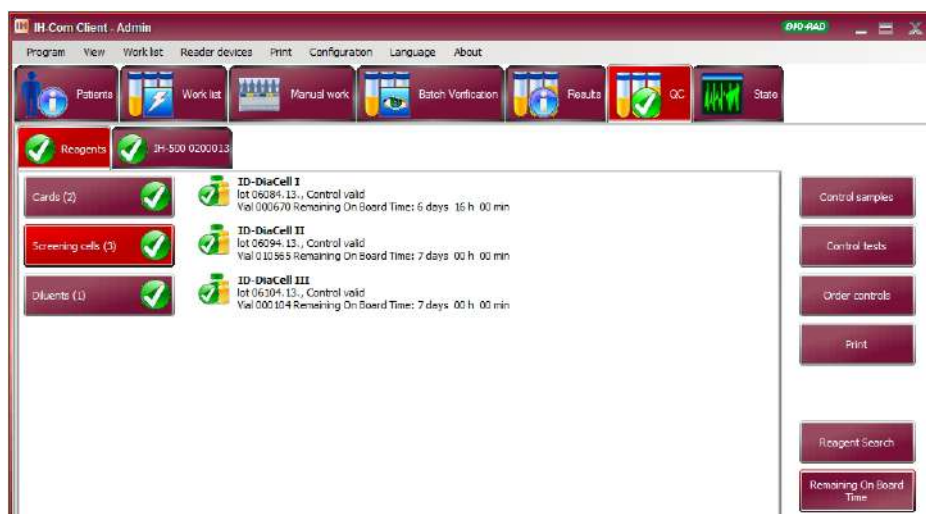 IH-Com Client - Admin
BIO-RAD
Program View Work list Reader devices Print Configuration Language About
Patients
Work list
Manual work
Batch Verification
Results
QC
State
Reagents
IH-500 0200013
Cards (2)
Screening cells (3)
Diluents (1)
ID-DiaCell I
lot 06084.13., Control valid
Vial 000670 Remaining On Board Time: 6 days 16 h 00 min
ID-DiaCell II
lot 06094.13., Control valid
Vial 010565 Remaining On Board Time: 7 days 00 h 00 min
ID-DiaCell III
lot 06104.13., Control valid
Vial 000104 Remaining On Board Time: 7 days 00 h 00 min
Control samples
Control tests
Order controls
Print
Reagent Search
Remaining On Board
Time